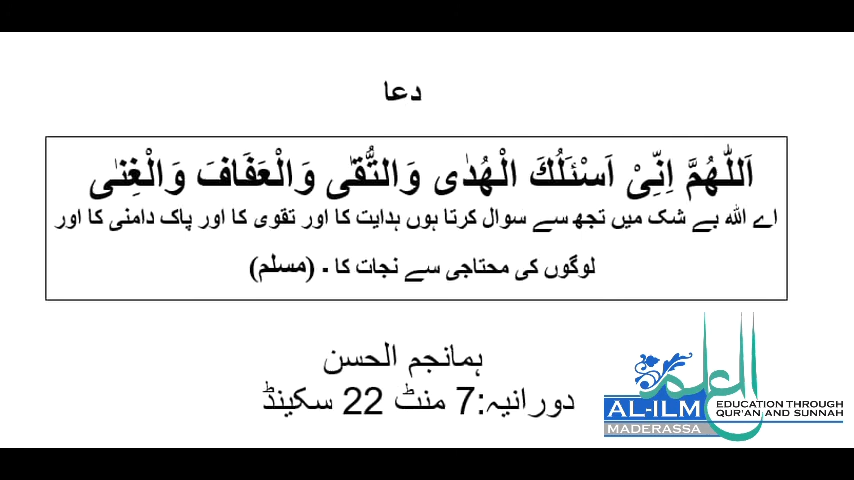 دعا
اَللّٰهُمَّ اِنِّیْ اَسْئَلُكَ الْهُدٰی وَالتُّقٰی وَالْعَفَافَ وَالْغِنٰی
اے اللہ بے شک میں تجھ سے سوال کرتا ہوں ہدایت کا اور تقوی کا اور پاک دامنی کا اور
لوگوں کی محتاجی سے نجات کا ۔ (مسلم)
ہمانجم الحسن
دورانیہ:7 منٹ 22 سکینڈ
العلم
AL-ILM
MADERASSA
EDUCATION THROUGH
QUR'AN AND SUNNAH